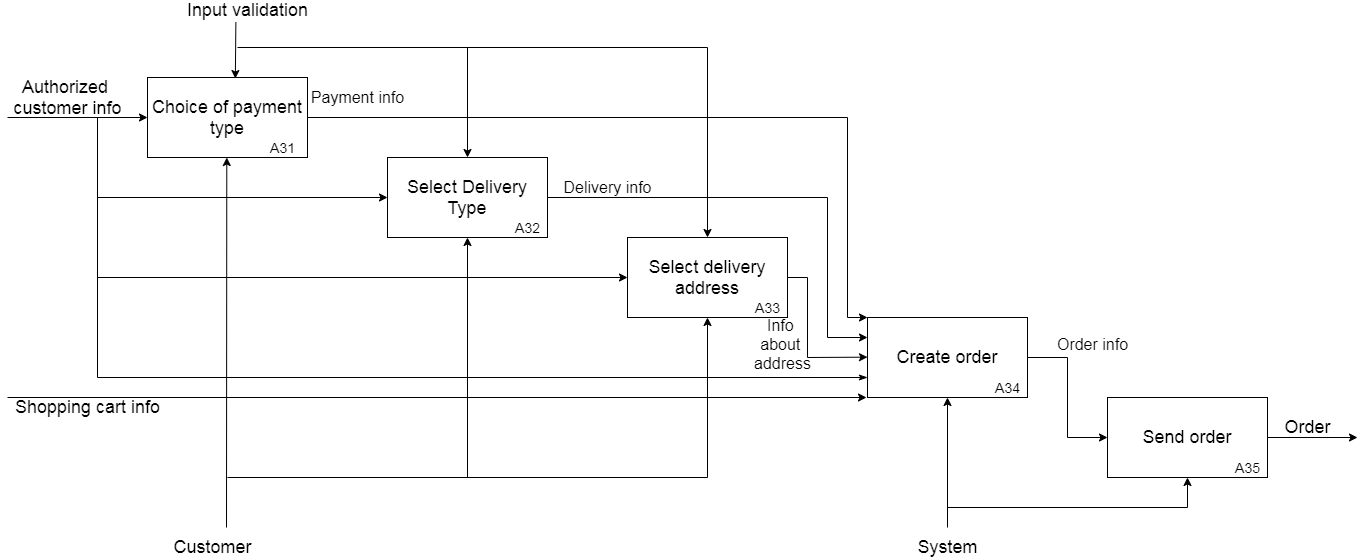 Input validation
Authorized
customer info
Choice of payment
type
A31
Payment info
Select Delivery
Type
A32
Delivery info
Select delivery
address
A33
Info
about
address
Create order
A34
Order info
Shopping cart info
Send order
A35
Order
Customer
System